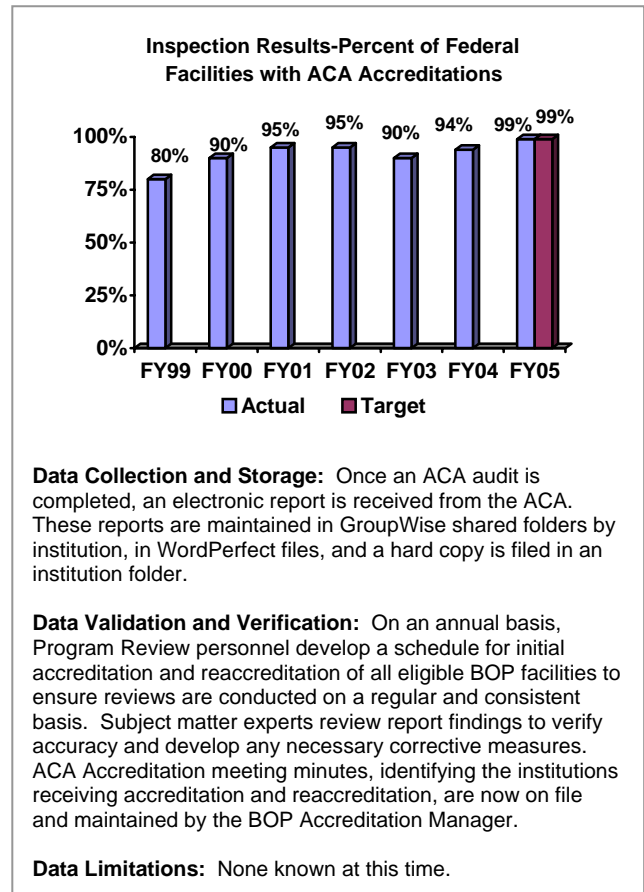 Inspection Results-Percent of Federal
Facilities with ACA Accreditations
80% 90% 95% 95% 90% 94% 99% 99%
100%
75%
50%
25%
0%
FY99 FY00 FY01 FY02 FY03 FY04 FY05
Actual Target
Data Collection and Storage: Once an ACA audit is
completed, an electronic report is received from the ACA.
These reports are maintained in GroupWise shared folders by
institution, in WordPerfect files, and a hard copy is filed in an
institution folder.
Data Validation and Verification: On an annual basis,
Program Review personnel develop a schedule for initial
accreditation and reaccreditation of all eligible BOP facilities to
ensure reviews are conducted on a regular and consistent
basis. Subject matter experts review report findings to verify
accuracy and develop any necessary corrective measures.
ACA Accreditation meeting minutes, identifying the institutions
receiving accreditation and reaccreditation, are now on file
and maintained by the BOP Accreditation Manager.
Data Limitations: None known at this time.